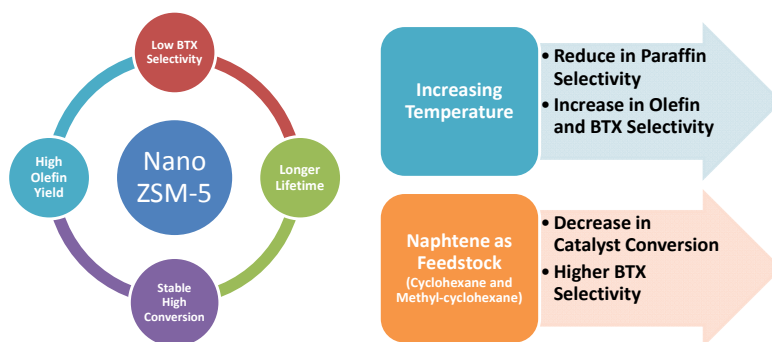 Low BTX
Selectivity
High
Olefin
Yield
Nano
ZSM-5
Longer
Lifetime
Stable
High
Conversion
Increasing
Temperature
• Reduce in Paraffin
Selectivity
• Increase in Olefin
and BTX Selectivity
Naphtene as
Feedstock
(Cyclohexane and
Methyl-cyclohexane)
• Decrease in
Catalyst Conversion
• Higher BTX
Selectivity